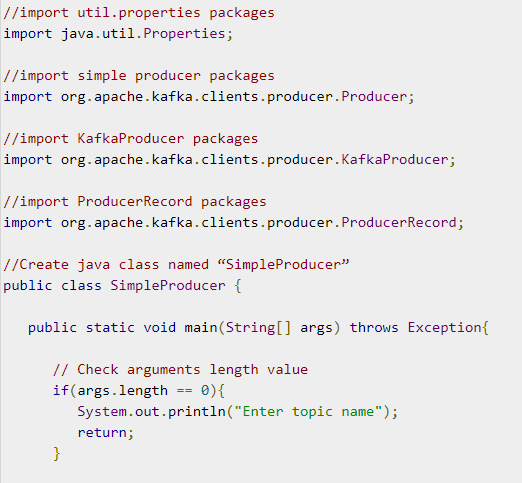 //import util.properties packages
import java.util.Properties;

//import simple producer packages
import org.apache.kafka.clients.producer.Producer;

//import KafkaProducer packages
import org.apache.kafka.clients.producer.KafkaProducer;

//import ProducerRecord packages
import org.apache.kafka.clients.producer.ProducerRecord;

//Create java class named “SimpleProducer”
public class SimpleProducer {

   public static void main(String[] args) throws Exception{

      // Check arguments length value
      if(args.length == 0){
         System.out.println("Enter topic name");
         return;
      }